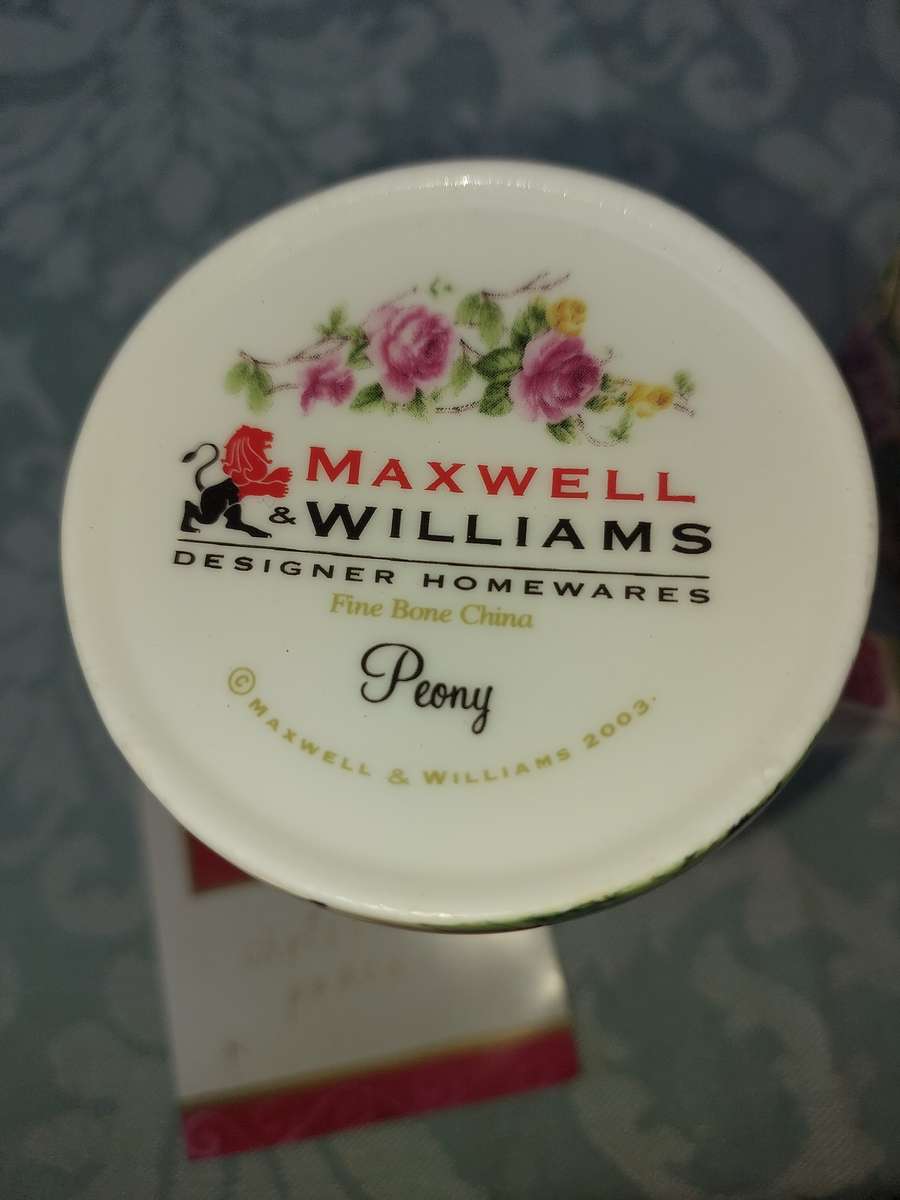 MAXWELL
& WILLIAMS
DESIGNER HOMEWARES
Fine Bone China
Peony
© MAXWELL & WILLIAMS 2003.